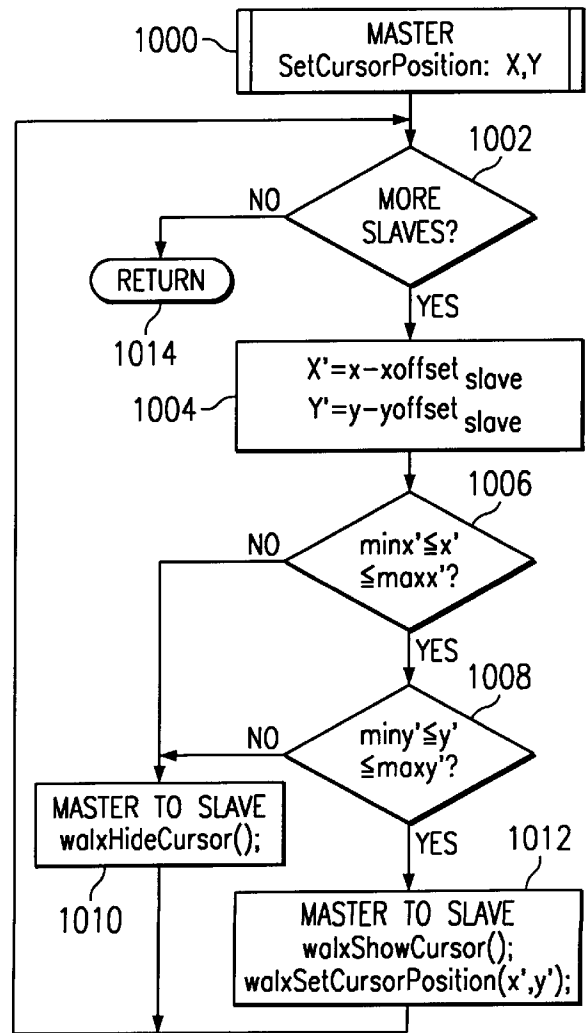 1000
MASTER
SetCursorPosition: X,Y
1002
NO
MORE
SLAVES?
RETURN
1014
YES
1004
X'=x-xoffset slave
Y'=y-yoffset slave
1006
NO
minx'≦x'
≦maxx'?
YES
1008
NO
miny'≦y'
≦maxy'?
MASTER TO SLAVE
walxHideCursor();
YES
1010
1012
MASTER TO SLAVE
walxShowCursor();
walxSetCursorPosition(x',y');